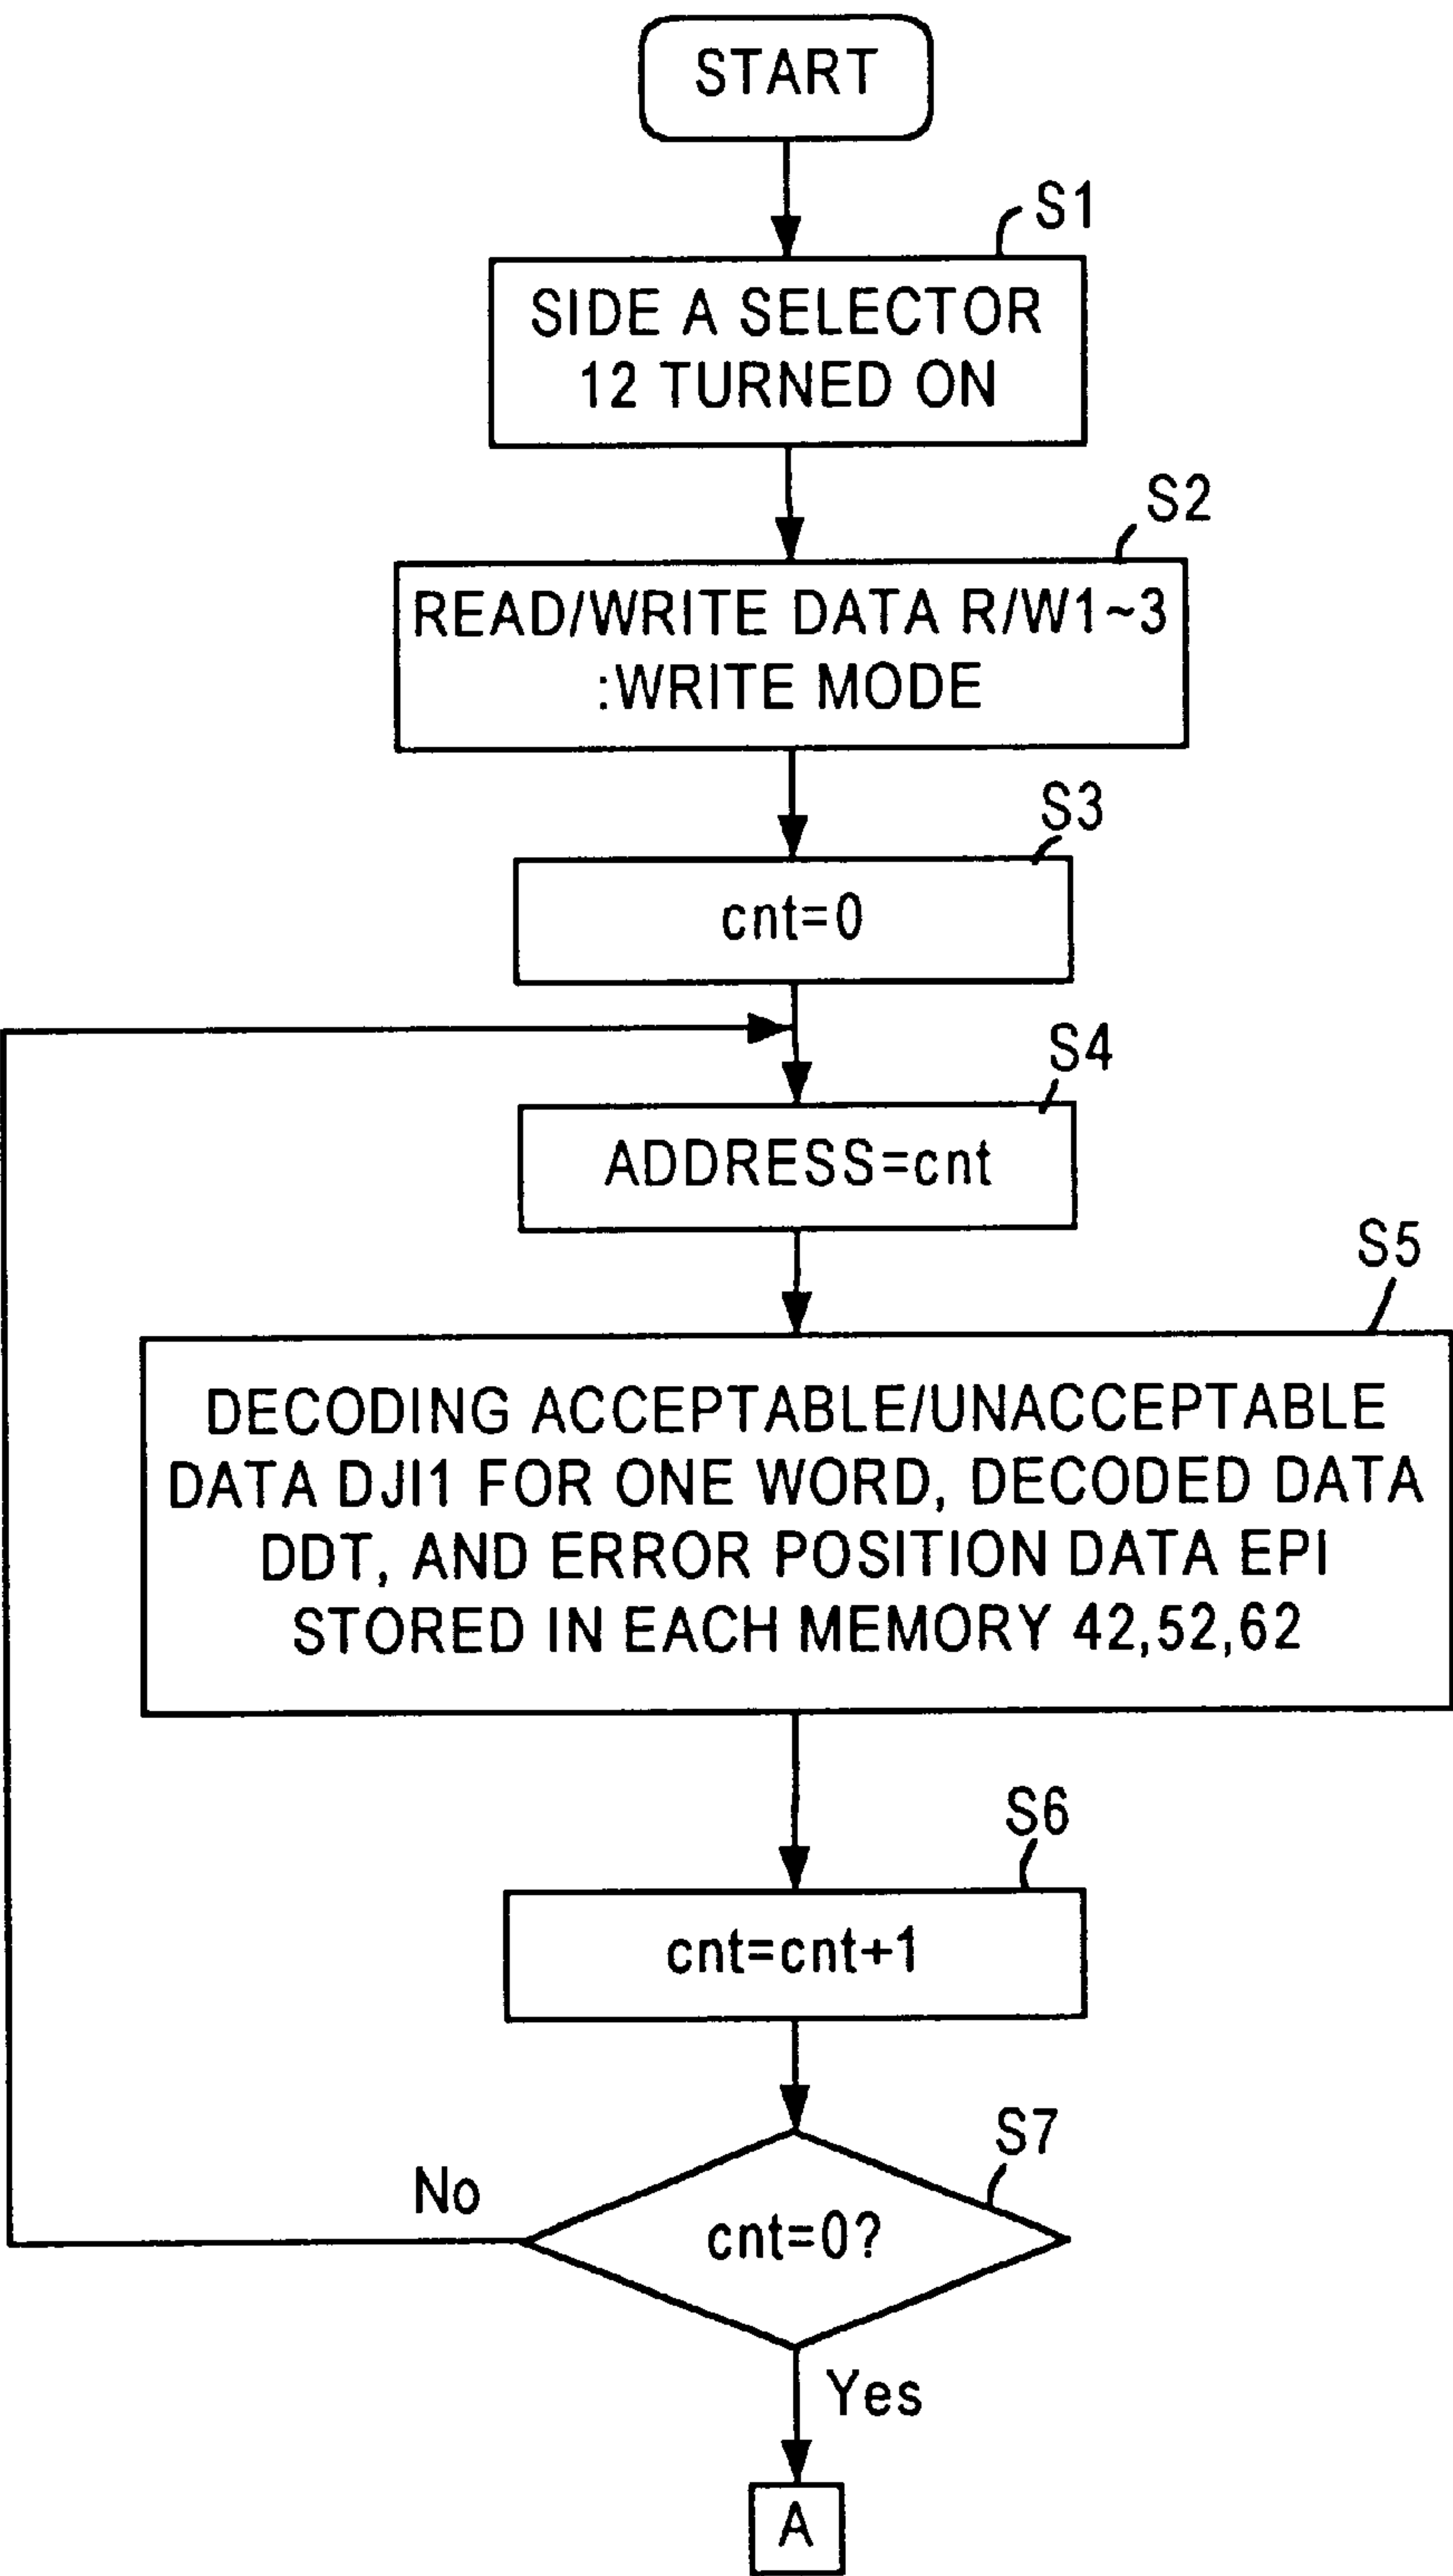 START
S1
SIDE A SELECTOR
12 TURNED ON
S2
READ/WRITE DATA R/W1~3
:WRITE MODE
S3
cnt=0
S4
ADDRESS=cnt
S5
DECODING ACCEPTABLE/UNACCEPTABLE
DATA DJI1 FOR ONE WORD, DECODED DATA
DDT, AND ERROR POSITION DATA EPI
STORED IN EACH MEMORY 42,52,62
S6
cnt=cnt+1
S7
No
cnt=0?
Yes
A